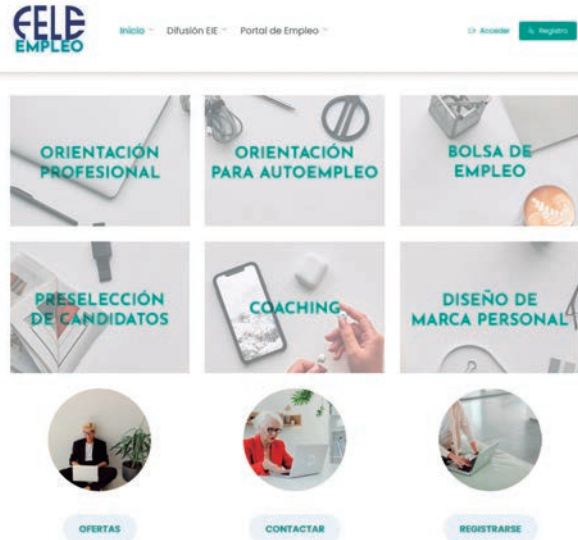 FELE
EMPLEO
Inicio
Difusión EIE
Portal de Empleo
Acceder
Registro
ORIENTACIÓN
PROFESIONAL
ORIENTACIÓN
PARA AUTOEMPLEO
BOLSA DE
EMPLEO
PRESELECCIÓN
DE CANDIDATOS
COACHING
DISEÑO DE
MARCA PERSONAL
OFERTAS
CONTACTAR
REGISTRARSE